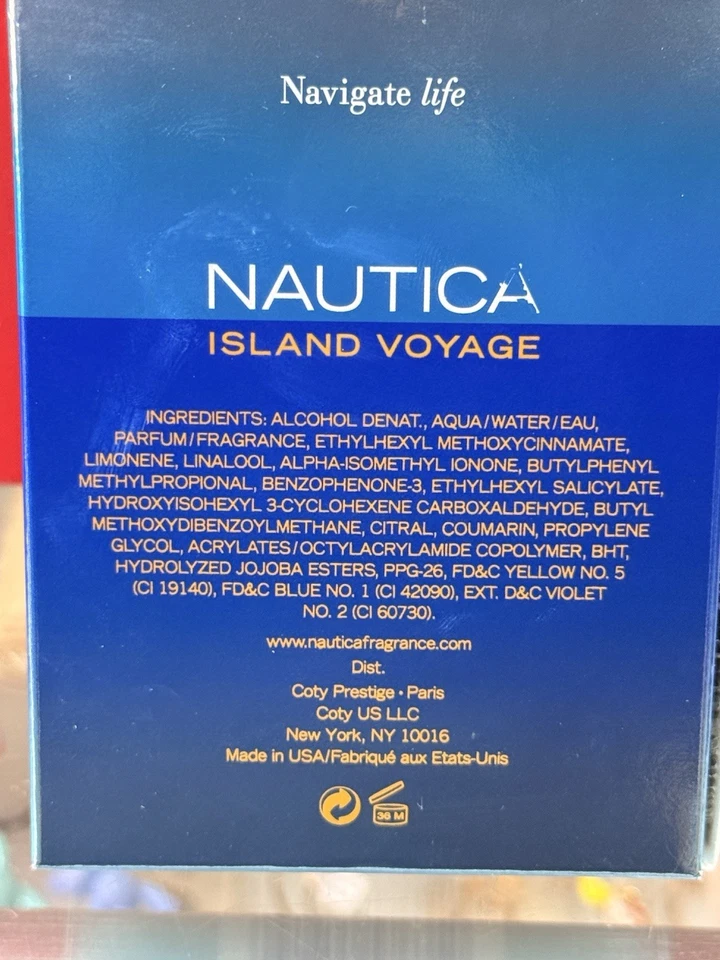 Navigate life
NAUTICA
ISLAND VOYAGE
INGREDIENTS: ALCOHOL DENAT., AQUA/WATER/EAU,
PARFUM/FRAGRANCE, ETHYLHEXYL METHOXYCINNAMATE,
LIMONENE, LINALOOL, ALPHA-ISOMETHYL IONONE, BUTYLPHENYL
METHYLPROPIONAL, BENZOPHENONE-3, ETHYLHEXYL SALICYLATE,
HYDROXYISOHEXYL 3-CYCLOHEXENE CARBOXALDEHYDE, BUTYL
METHOXYDIBENZOYLMETHANE, CITRAL, COUMARIN, PROPYLENE
GLYCOL, ACRYLATES/OCTYLACRYLAMIDE COPOLYMER, BHT,
HYDROLYZED JOJOBA ESTERS, PPG-26, FD&C YELLOW NO. 5
(CI 19140), FD&C BLUE NO. 1 (CI 42090), EXT. D&C VIOLET
NO. 2 (CI 60730).
www.nauticafragrance.com
Dist.
Coty Prestige • Paris
Coty US LLC
New York, NY 10016
Made in USA/Fabriqué aux Etats-Unis
36 M